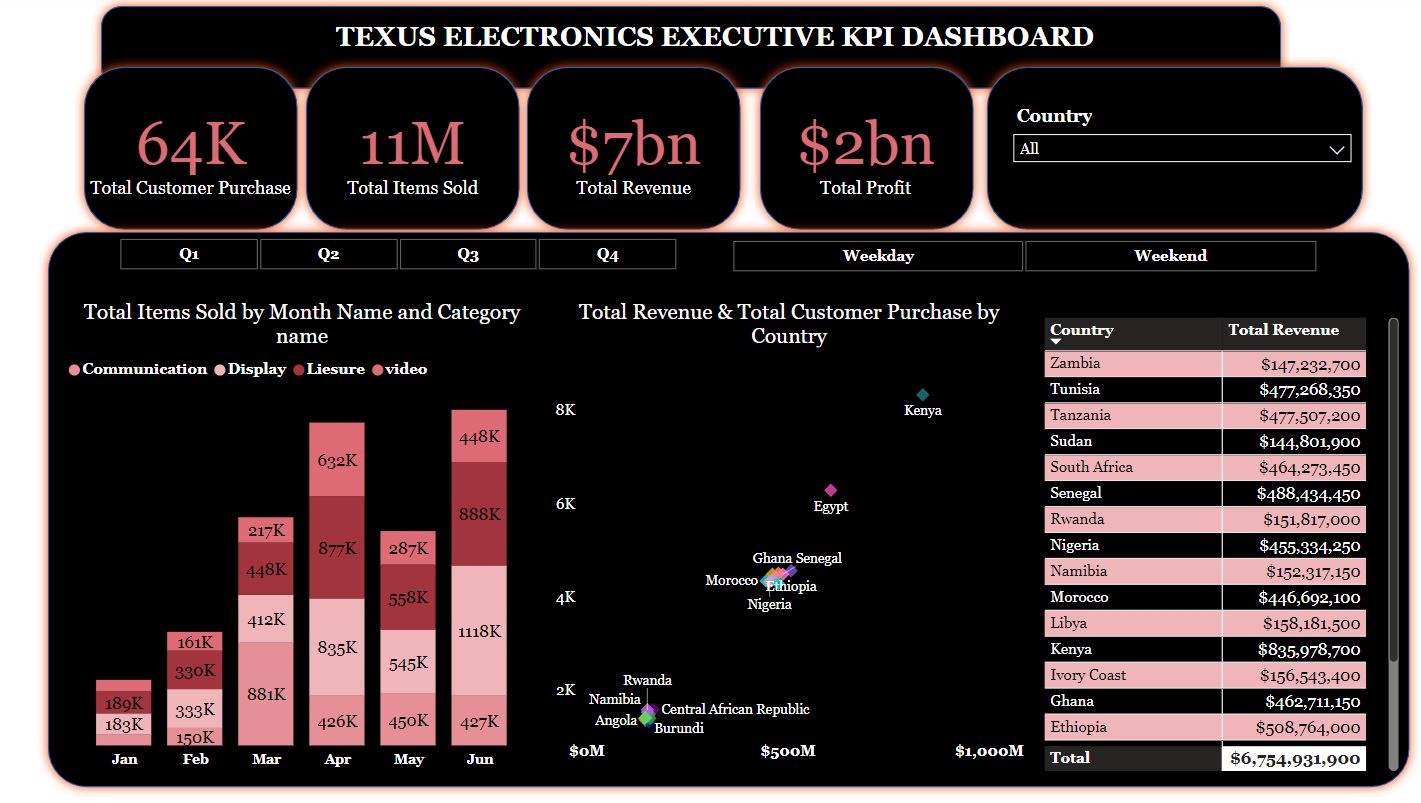 TEXUS ELECTRONICS EXECUTIVE KPI DASHBOARD
64K
Total Customer Purchase
11M
Total Items Sold
$7bn
Total Revenue
$2bn
Total Profit
Country
All
Q1
Q2
Q3
Q4
Weekday
Weekend
Total Items Sold by Month Name and Category
name
Communication Display Liesure video
217K
448K
412K
881K
161K
330K
333K
150K
189K
183K
632K
877K
835K
426K
287K
558K
545K
450K
448K
888K
1118K
427K
Jan Feb Mar Apr May Jun
Total Revenue & Total Customer Purchase by
Country
8K
6K
4K
2K
Kenya
Egypt
Ghana Senegal
Morocco
Ethiopia
Nigeria
Rwanda
Namibia
Central African Republic
Angola
Burundi
$0M $500M $1,000M
Country Total Revenue
Zambia $147,232,700
Tunisia $477,268,350
Tanzania $477,507,200
Sudan $144,801,900
South Africa $464,273,450
Senegal $488,434,450
Rwanda $151,817,000
Nigeria $455,334,250
Namibia $152,317,150
Morocco $446,692,100
Libya $158,181,500
Kenya $835,978,700
Ivory Coast $156,543,400
Ghana $462,711,150
Ethiopia $508,764,000
Total $6,754,931,900